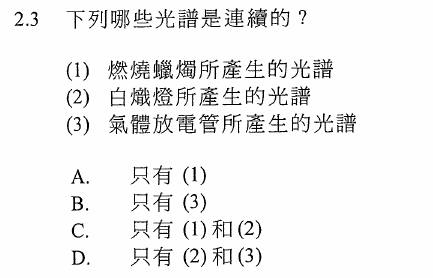 2.3 下列哪些光譜是連續的？
(1) 燃燒蠟燭所產生的光譜
(2) 白熾燈所產生的光譜
(3) 氣體放電管所產生的光譜
A. 只有 (1)
B. 只有 (3)
C. 只有 (1) 和 (2)
D. 只有 (2) 和 (3)